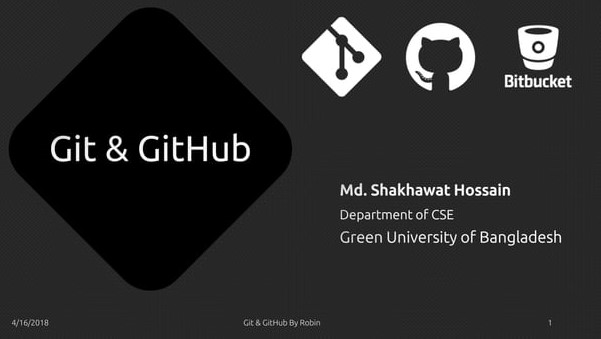 Bitbucket
Git & GitHub
Md. Shakhawat Hossain
Department of CSE
Green University of Bangladesh
4/16/2018
Git & GitHub By Robin
1